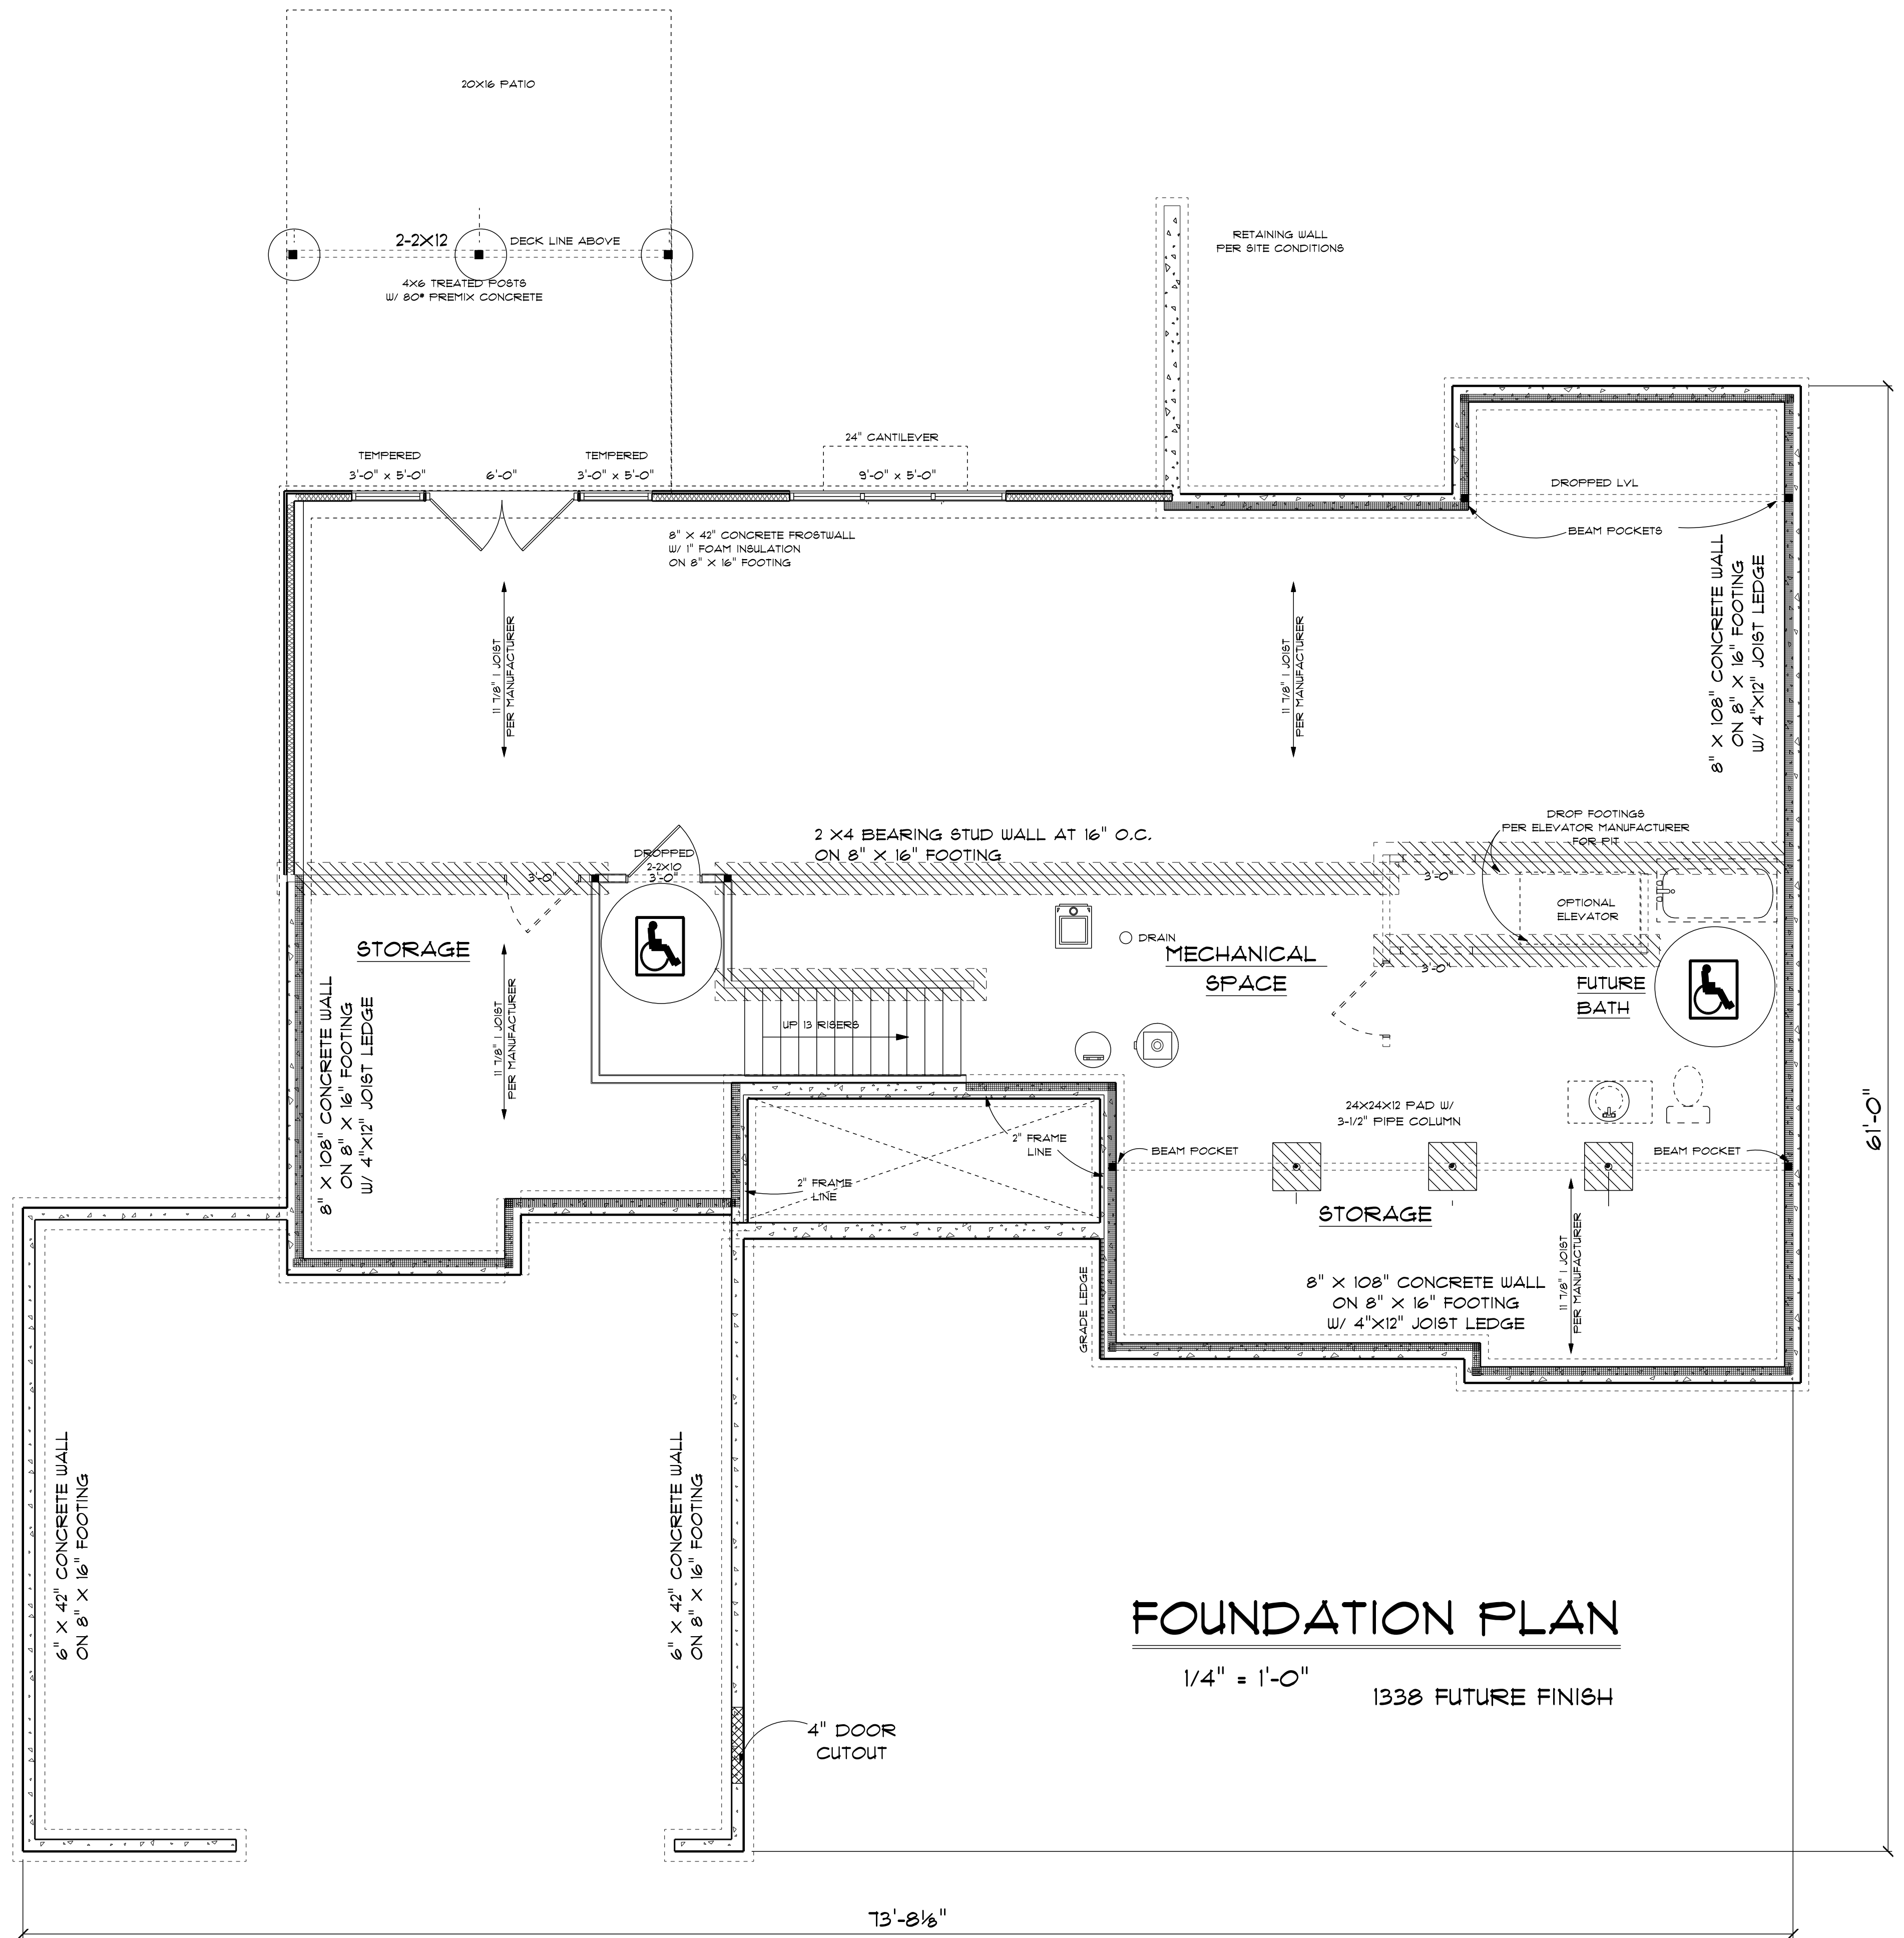 20X16 PATIO
2-2X12
DECK LINE ABOVE
4X6 TREATED POSTS
W/ 80# PREMIX CONCRETE
RETAINING WALL
PER SITE CONDITIONS
24" CANTILEVER
TEMPERED
3'-0" x 5'-0"
6'-0"
TEMPERED
3'-0" x 5'-0"
9'-0" x 5'-0"
DROPPED LVL
BEAM POCKETS
8" X 42" CONCRETE FROSTWALL
W/ 1" FOAM INSULATION
ON 8" X 16" FOOTING
11 7/8" I JOIST
PER MANUFACTURER
11 7/8" I JOIST
PER MANUFACTURER
8" X 108" CONCRETE WALL
ON 8" X 16" FOOTING
W/ 4"X12" JOIST LEDGE
2 X4 BEARING STUD WALL AT 16" O.C.
ON 8" X 16" FOOTING
DROP FOOTINGS
PER ELEVATOR MANUFACTURER
FOR PIT
DROPPED
2-2X10
3'-0"
3'-0"
3'-0"
OPTIONAL
ELEVATOR
3'-0"
STORAGE
DRAIN
MECHANICAL
SPACE
FUTURE
BATH
8" X 108" CONCRETE WALL
ON 8" X 16" FOOTING
W/ 4"X12" JOIST LEDGE
11 7/8" I JOIST
PER MANUFACTURER
UP 13 RISERS
24X24X12 PAD W/
3-1/2" PIPE COLUMN
2" FRAME
LINE
BEAM POCKET
BEAM POCKET
2" FRAME
LINE
STORAGE
11 7/8" I JOIST
PER MANUFACTURER
GRADE LEDGE
8" X 108" CONCRETE WALL
ON 8" X 16" FOOTING
W/ 4"X12" JOIST LEDGE
61'-0"
6" X 42" CONCRETE WALL
ON 8" X 16" FOOTING
6" X 42" CONCRETE WALL
ON 8" X 16" FOOTING
FOUNDATION PLAN
1/4" = 1'-0"
1338 FUTURE FINISH
4" DOOR
CUTOUT
73'-8⅛"